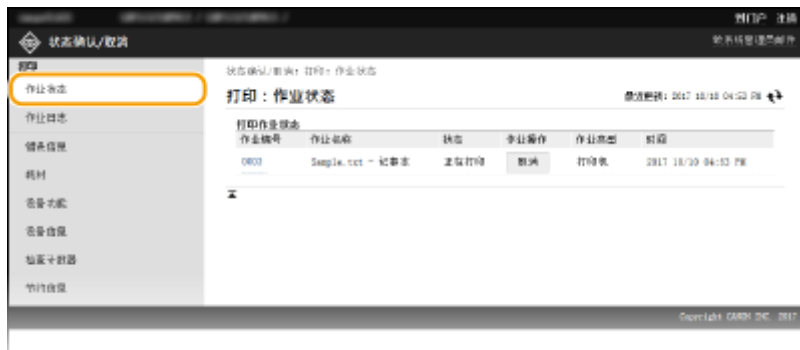 到门户 注销
状态确认/取消
给系统管理员邮件
打印
作业状态
作业日志
错误信息
耗材
设备功能
设备信息
检查计数器
节约信息
状态确认/取消: 打印: 作业状态
打印：作业状态
最近更新: 2017 10/10 04:53 PM
打印作业状态
作业编号 作业名称 状态 作业操作 作业类型 时间
0003 Sample.txt - 记事本 正在打印 取消 打印机 2017 10/10 04:53 PM
Copyright CANON INC. 2017